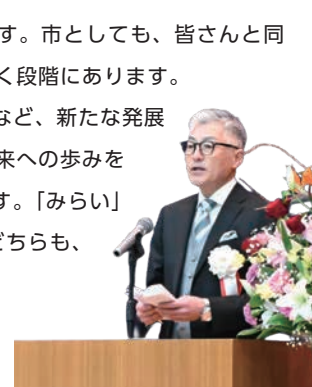 す。市としても、皆さんと同
く段階にあります。
など、新たな発展
来への歩みを
す。「みらい」
どちらも、